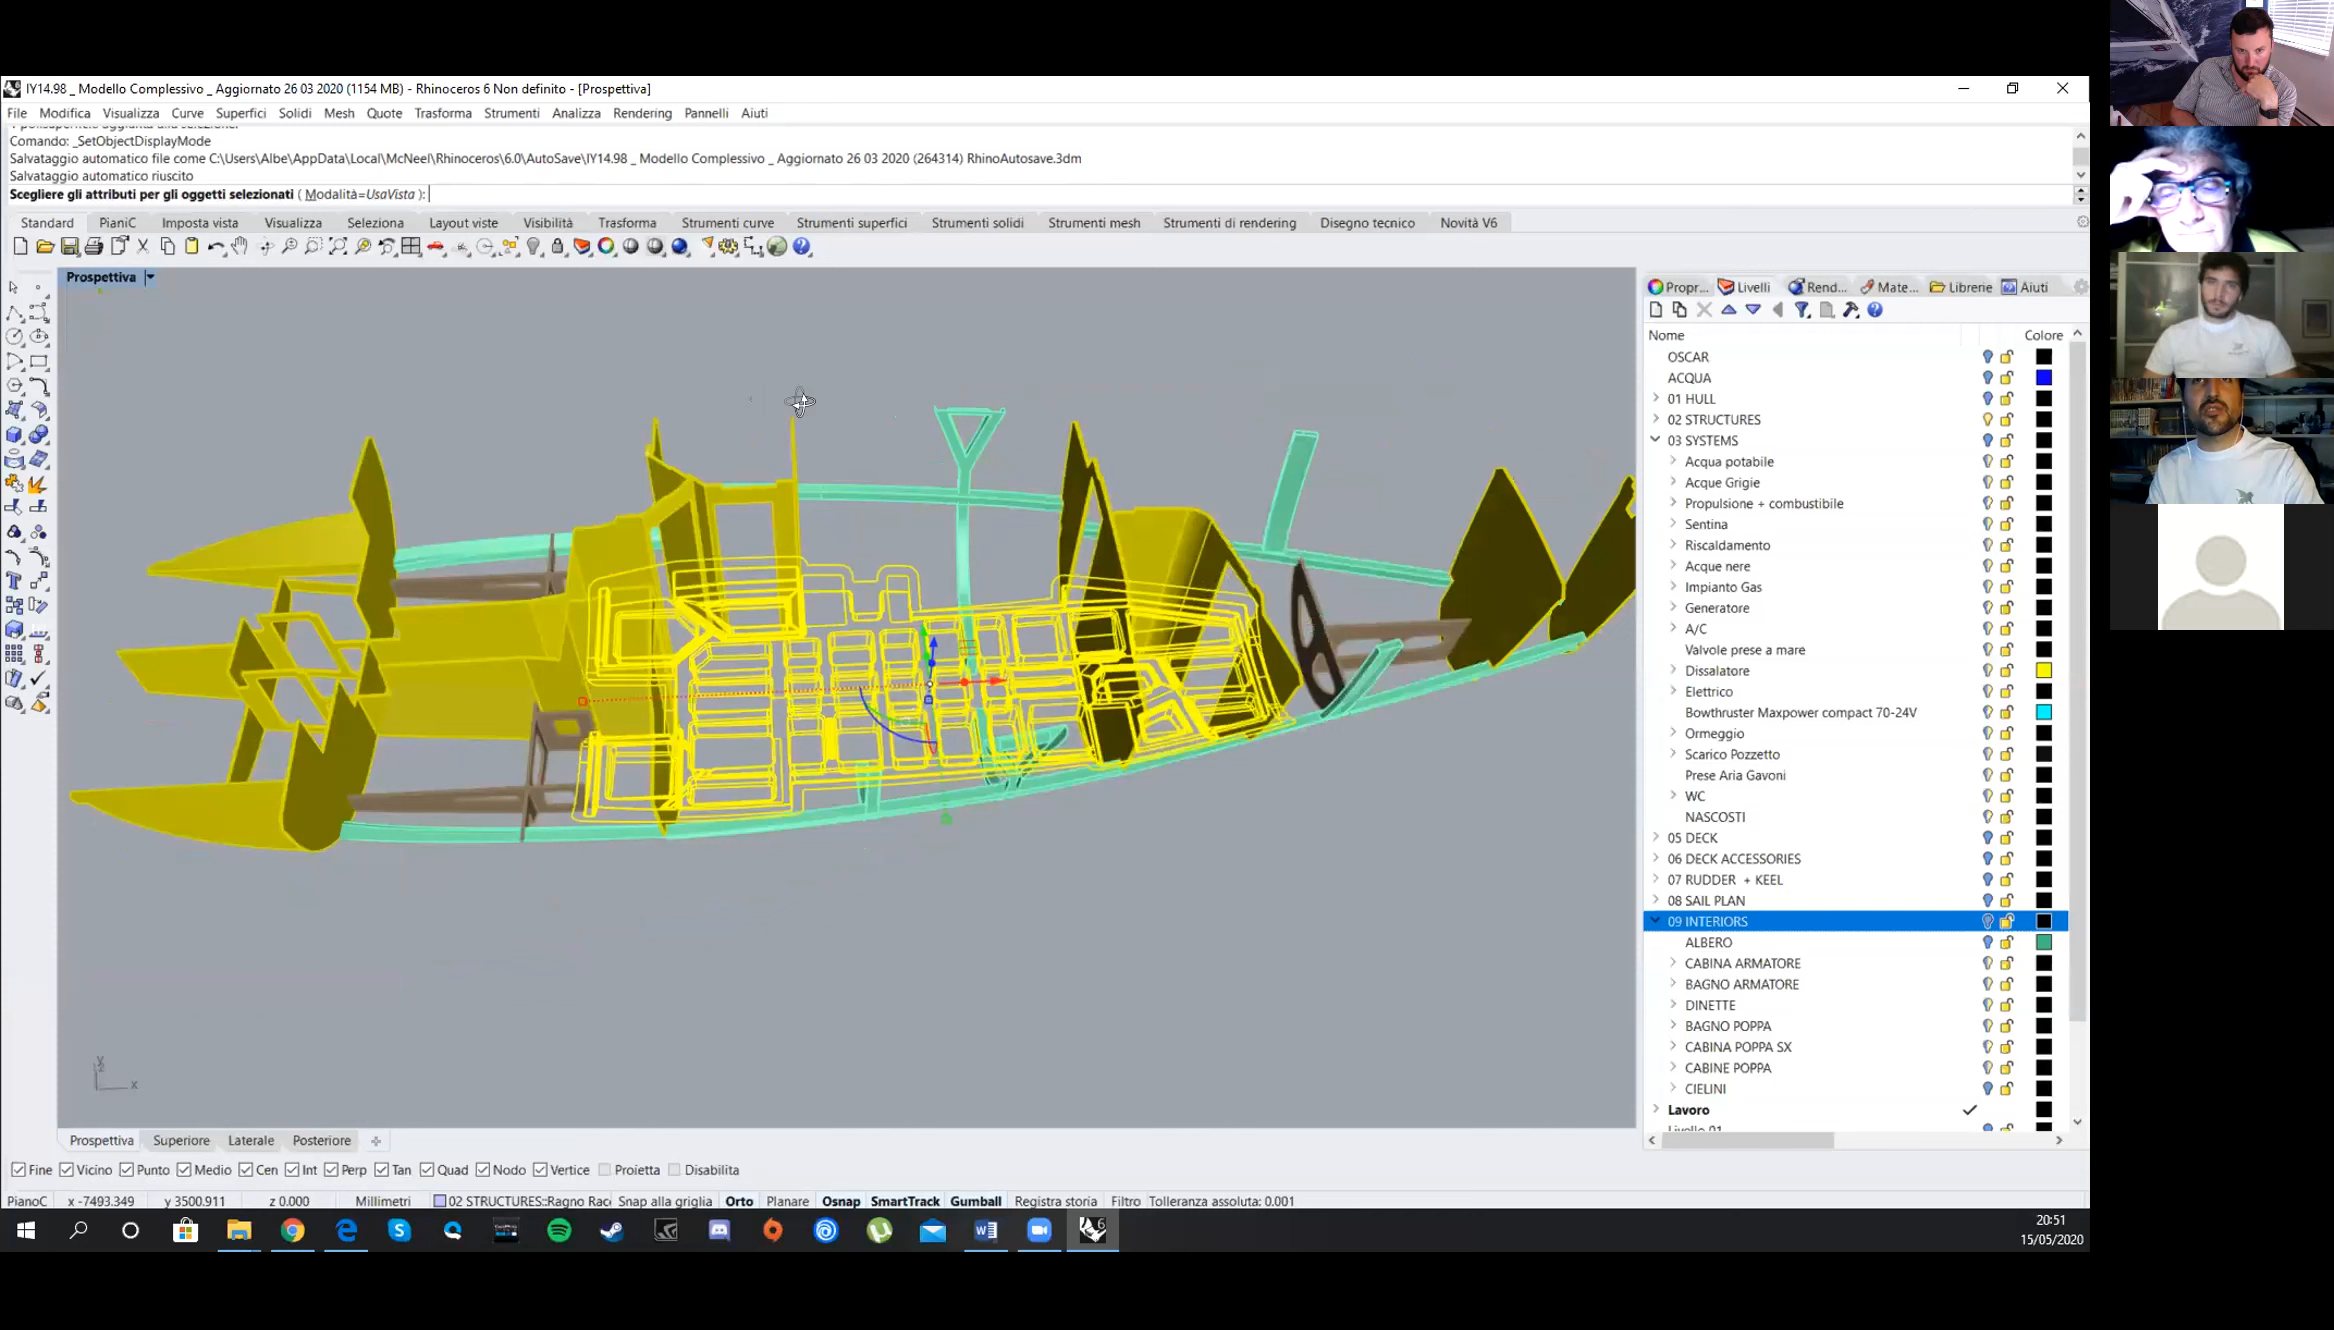 IY14.98 _ Modello Complessivo _ Aggiornato 26 03 2020 (1154 MB) - Rhinoceros 6 Non definito - [Prospettiva]
File Modifica Visualizza Curve Superfici Solidi Mesh Quote Trasforma Strumenti Analizza Rendering Pannelli Aiuti
Comando: _SetObjectDisplayMode
Salvataggio automatico file come C:\Users\Albe\AppData\Local\McNeel\Rhinoceros\6.0\AutoSave\IY14.98 _ Modello Complessivo _ Aggiornato 26 03 2020 (264314) RhinoAutosave.3dm
Salvataggio automatico riuscito
Scegliere gli attributi per gli oggetti selezionati ( Modalità=UsaVista ):
Standard PianiC Imposta vista Visualizza Seleziona Layout viste Visibilità Trasforma Strumenti curve Strumenti superfici Strumenti solidi Strumenti mesh Strumenti di rendering Disegno tecnico Novità V6
Prospettiva
Propr... Livelli Rend... Mate... Librerie Aiuti
Nome Colore
OSCAR
ACQUA
01 HULL
02 STRUCTURES
03 SYSTEMS
Acqua potabile
Acque Grigie
Propulsione + combustibile
Sentina
Riscaldamento
Acque nere
Impianto Gas
Generatore
A/C
Valvole prese a mare
Dissalatore
Elettrico
Bowthruster Maxpower compact 70-24V
Ormeggio
Scarico Pozzetto
Prese Aria Gavoni
WC
NASCOSTI
05 DECK
06 DECK ACCESSORIES
07 RUDDER + KEEL
08 SAIL PLAN
09 INTERIORS
ALBERO
CABINA ARMATORE
BAGNO ARMATORE
DINETTE
BAGNO POPPA
CABINA POPPA SX
CABINE POPPA
CIELINI
Lavoro
Livello 01
y
z
x
Prospettiva Superiore Laterale Posteriore
Fine Vicino Punto Medio Cen Int Perp Tan Quad Nodo Vertice Proietta Disabilita
PianoC x -7493.349 y 3500.911 z 0.000 Millimetri 02 STRUCTURES::Ragno Rac Snap alla griglia Orto Planare Osnap SmartTrack Gumball Registra storia Filtro Tolleranza assoluta: 0.001
20:51
15/05/2020